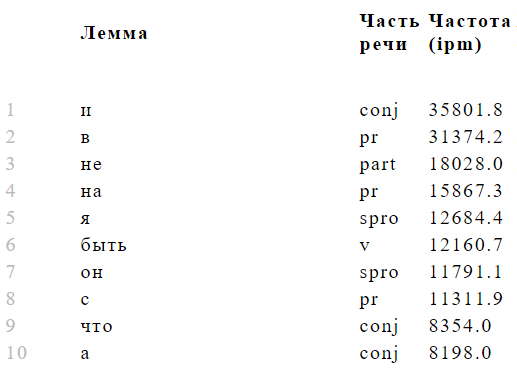 Лемма Часть речи Частота (ipm)
1 и conj 35801.8
2 в pr 31374.2
3 не part 18028.0
4 на pr 15867.3
5 я spro 12684.4
6 быть v 12160.7
7 он spro 11791.1
8 с pr 11311.9
9 что conj 8354.0
10 а conj 8198.0